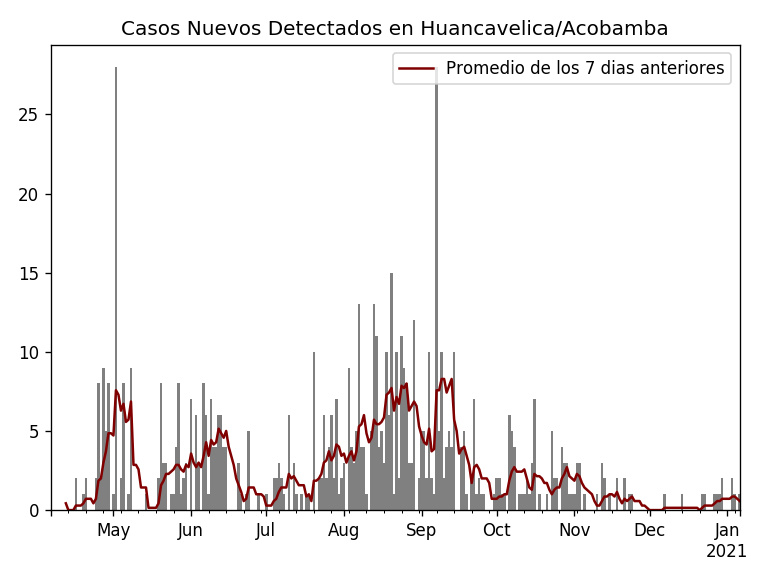 Casos Nuevos Detectados en Huancavelica/Acobamba
Promedio de los 7 dias anteriores
25
20
15
10
5
0
May Jun Jul Aug Sep Oct Nov Dec Jan
2021